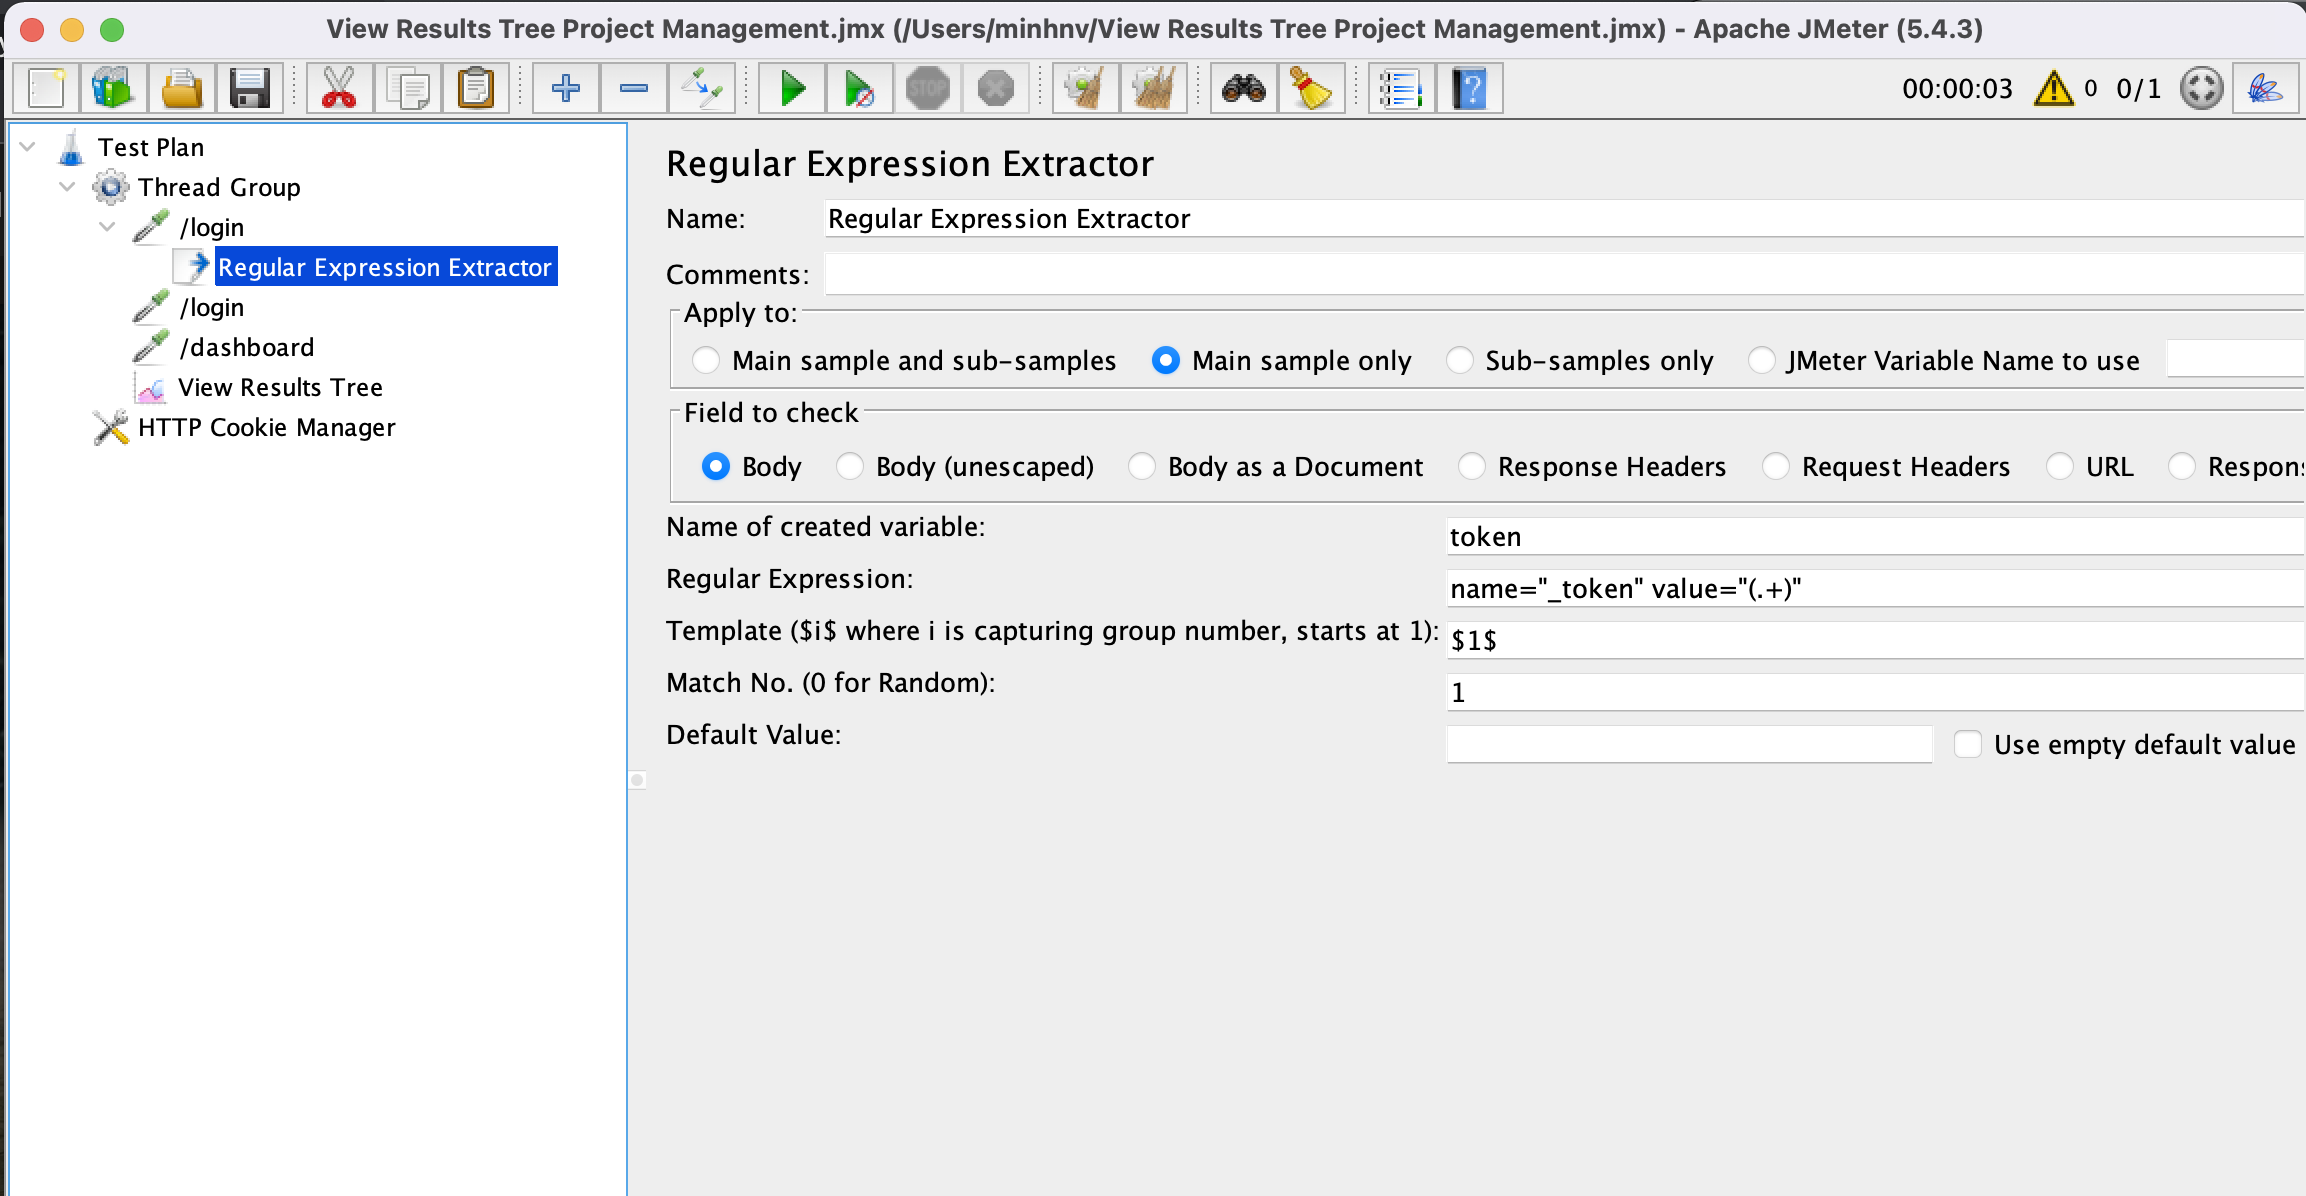 View Results Tree Project Management.jmx (/Users/minhnv/View Results Tree Project Management.jmx) - Apache JMeter (5.4.3)
STOP
00:00:03 0 0/1
Test Plan
Thread Group
/login
Regular Expression Extractor
/login
/dashboard
View Results Tree
HTTP Cookie Manager
Regular Expression Extractor
Name: Regular Expression Extractor
Comments:
Apply to:
Main sample and sub-samples Main sample only Sub-samples only JMeter Variable Name to use
Field to check
Body Body (unescaped) Body as a Document Response Headers Request Headers URL Respons
Name of created variable: token
Regular Expression: name="_token" value="(.+)"
Template ($i$ where i is capturing group number, starts at 1): $1$
Match No. (0 for Random): 1
Default Value: Use empty default value